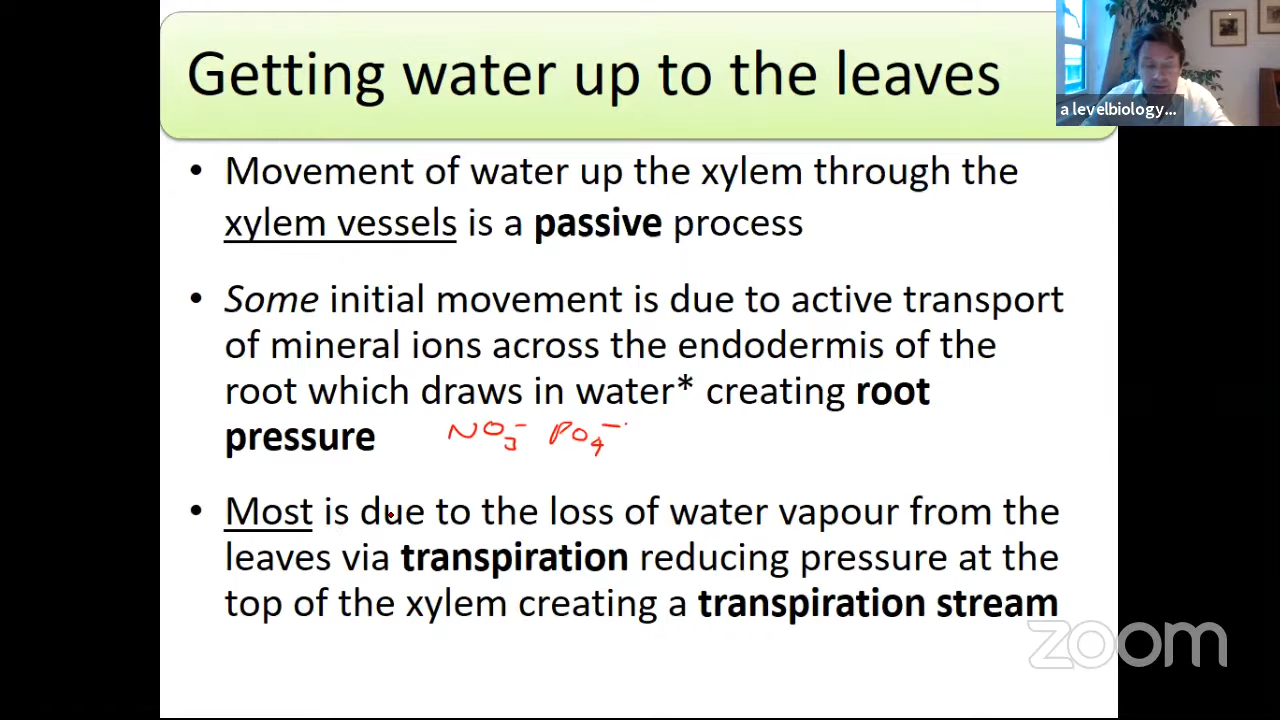 Getting water up to the leaves
a levelbiology...
• Movement of water up the xylem through the
xylem vessels is a passive process
• Some initial movement is due to active transport
of mineral ions across the endodermis of the
root which draws in water* creating root
pressure NO3- PO4-
• Most is due to the loss of water vapour from the
leaves via transpiration reducing pressure at the
top of the xylem creating a transpiration stream
zoom